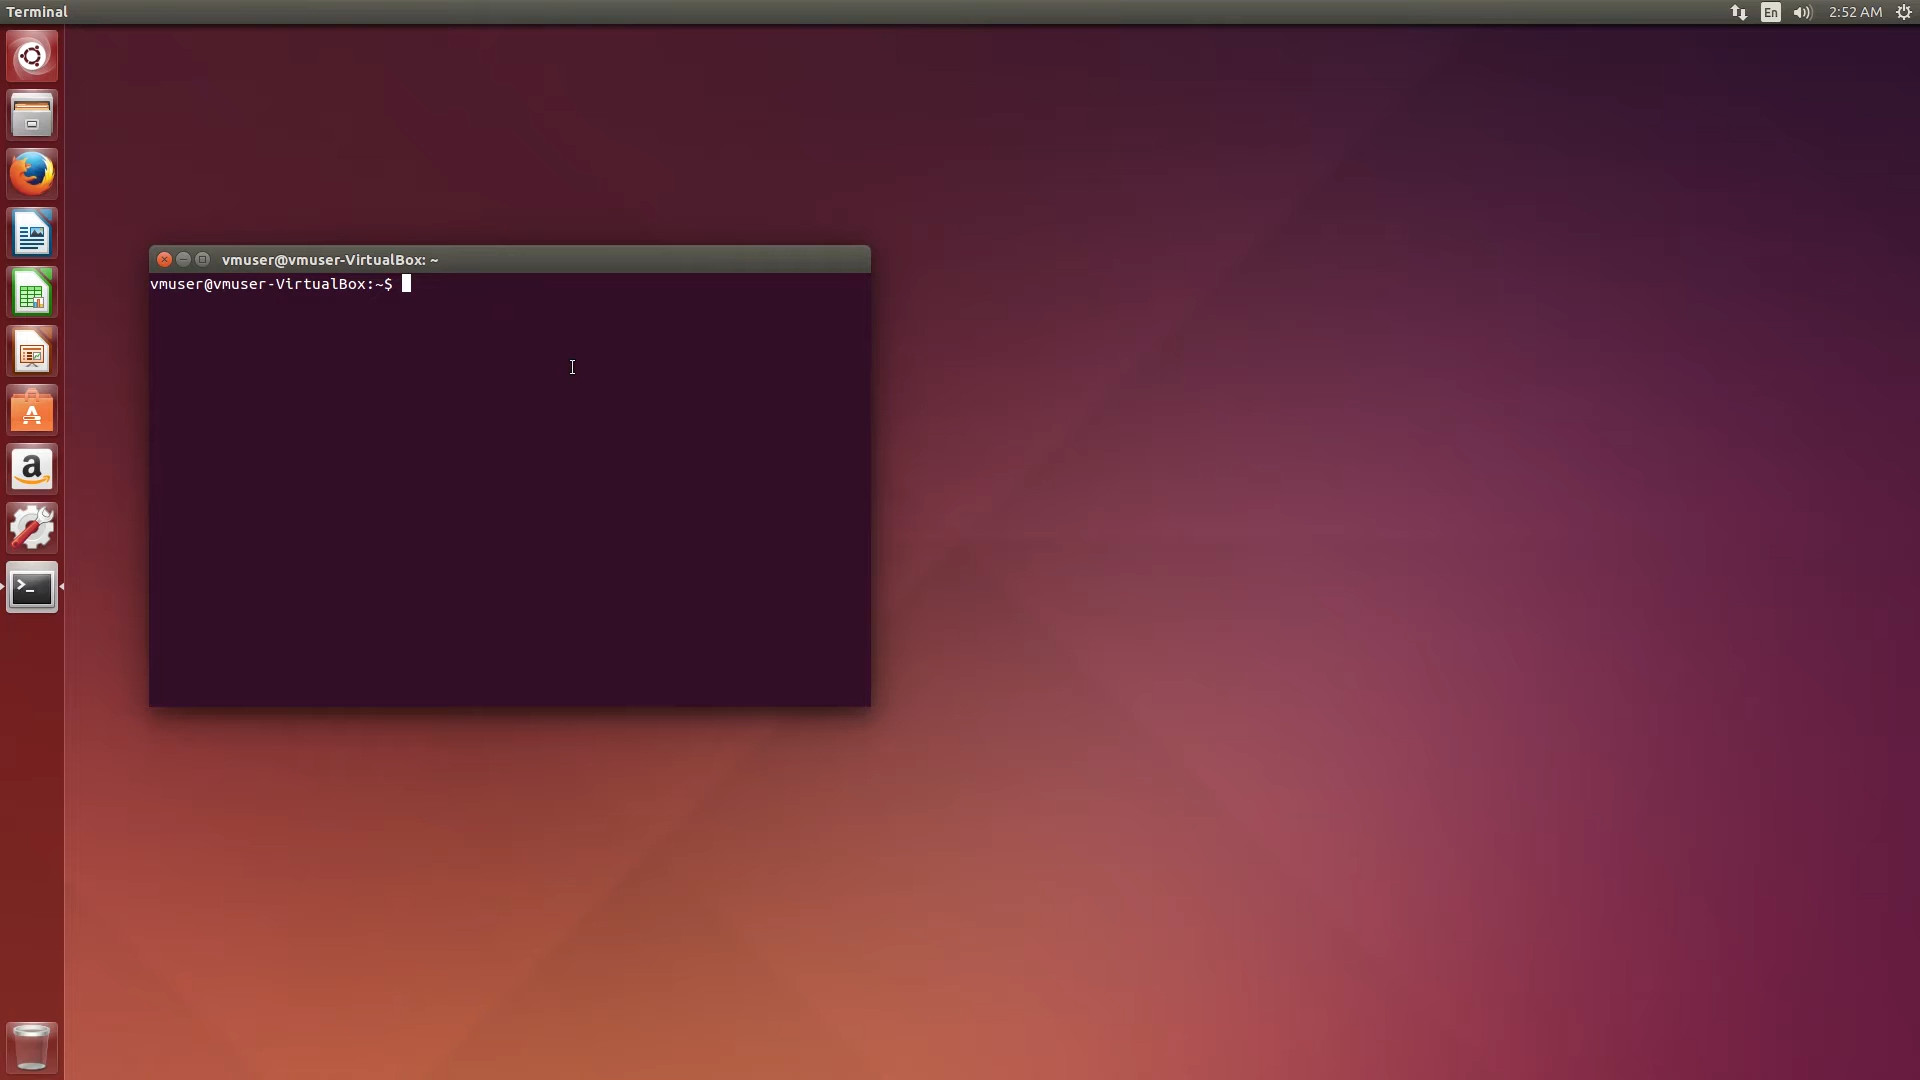 Terminal
En
2:52 AM
vmuser@vmuser-VirtualBox: ~
vmuser@vmuser-VirtualBox:~$